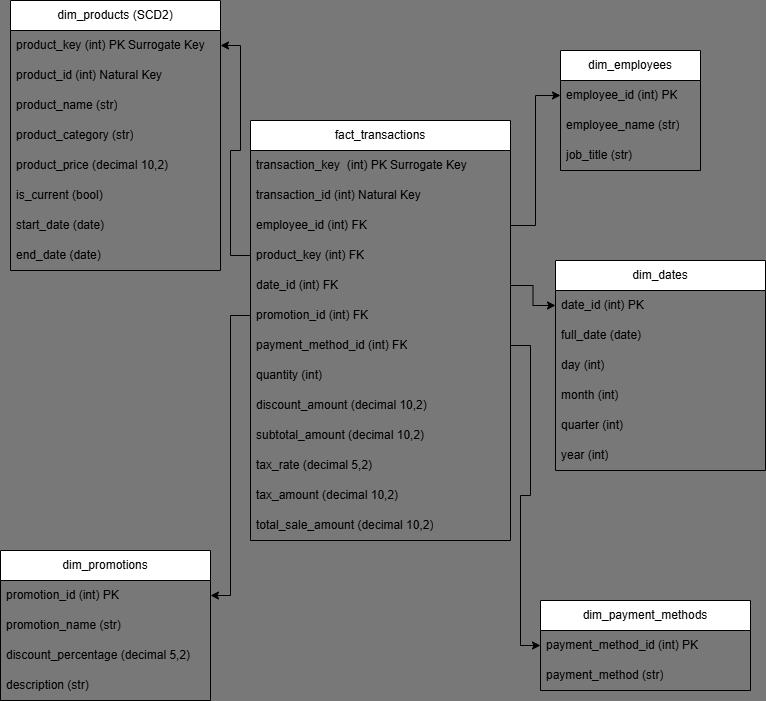 dim_products (SCD2)
product_key (int) PK Surrogate Key
product_id (int) Natural Key
product_name (str)
product_category (str)
product_price (decimal 10,2)
is_current (bool)
start_date (date)
end_date (date)
fact_transactions
transaction_key (int) PK Surrogate Key
transaction_id (int) Natural Key
employee_id (int) FK
product_key (int) FK
date_id (int) FK
promotion_id (int) FK
payment_method_id (int) FK
quantity (int)
discount_amount (decimal 10,2)
subtotal_amount (decimal 10,2)
tax_rate (decimal 5,2)
tax_amount (decimal 10,2)
total_sale_amount (decimal 10,2)
dim_employees
employee_id (int) PK
employee_name (str)
job_title (str)
dim_dates
date_id (int) PK
full_date (date)
day (int)
month (int)
quarter (int)
year (int)
dim_promotions
promotion_id (int) PK
promotion_name (str)
discount_percentage (decimal 5,2)
description (str)
dim_payment_methods
payment_method_id (int) PK
payment_method (str)